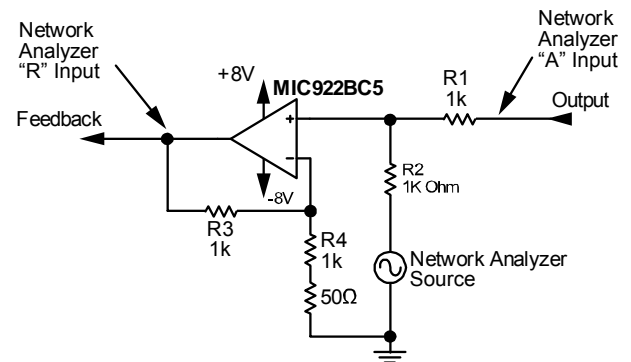 Network
Analyzer
"R" Input
Network
Analyzer
"A" Input
+8V
MIC922BC5
R1
1k
Output
Feedback
+
-
-8V
R2
1K Ohm
R3
1k
R4
1k
50Ω
Network Analyzer
Source